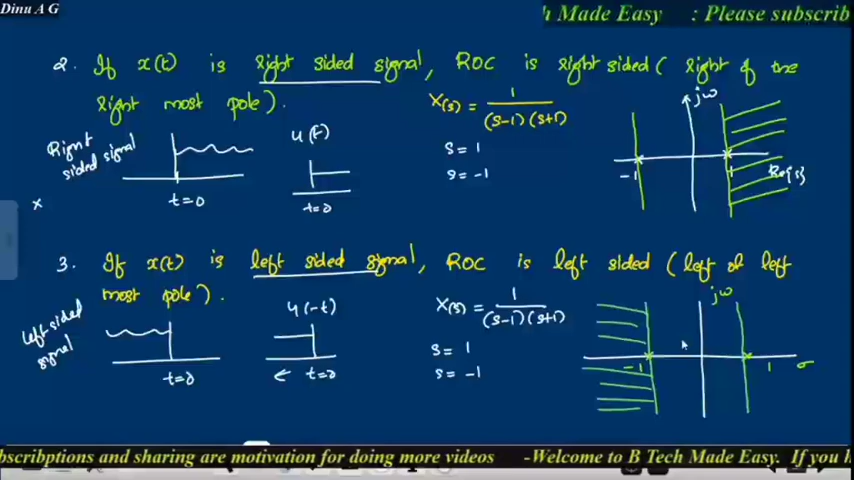 Dinu A G
h Made Easy : Please subscrib
2. If x(t) is right sided signal, ROC is right sided (right of the
right most pole).
X(s) = 1/(s-1)(s+1)
jω
Right
sided signal
u(t)
s = 1
s = -1
-1
1
Re{s}
t=0
t=0
x
3. If x(t) is left sided signal, ROC is left sided (left of left
most pole).
jω
left sided
signal
u(-t)
X(s) = 1/(s-1)(s+1)
s = 1
s = -1
-1
1
σ
t=0
← t=0
ubscribptions and sharing are motivation for doing more videos -Welcome to B Tech Made Easy. If you h